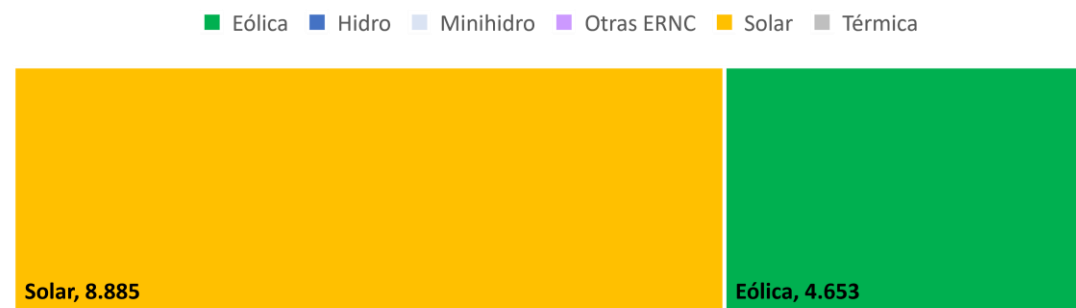 Eólica Hidro Minihidro Otras ERNC Solar Térmica
Solar, 8.885
Eólica, 4.653